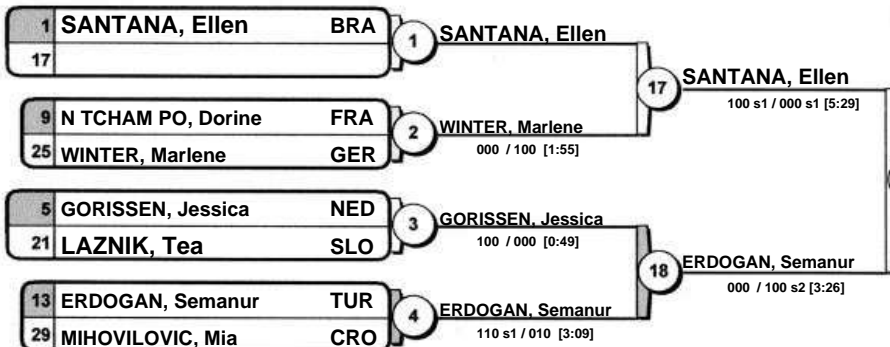 1 SANTANA, Ellen BRA
17
1 SANTANA, Ellen
9 N TCHAM PO, Dorine FRA
25 WINTER, Marlene GER
2 WINTER, Marlene
000 / 100 [1:55]
17 SANTANA, Ellen
100 s1 / 000 s1 [5:29]
5 GORISSEN, Jessica NED
21 LAZNIK, Tea SLO
3 GORISSEN, Jessica
100 / 000 [0:49]
13 ERDOGAN, Semanur TUR
29 MIHOVILOVIC, Mia CRO
4 ERDOGAN, Semanur
110 s1 / 010 [3:09]
18 ERDOGAN, Semanur
000 / 100 s2 [3:26]